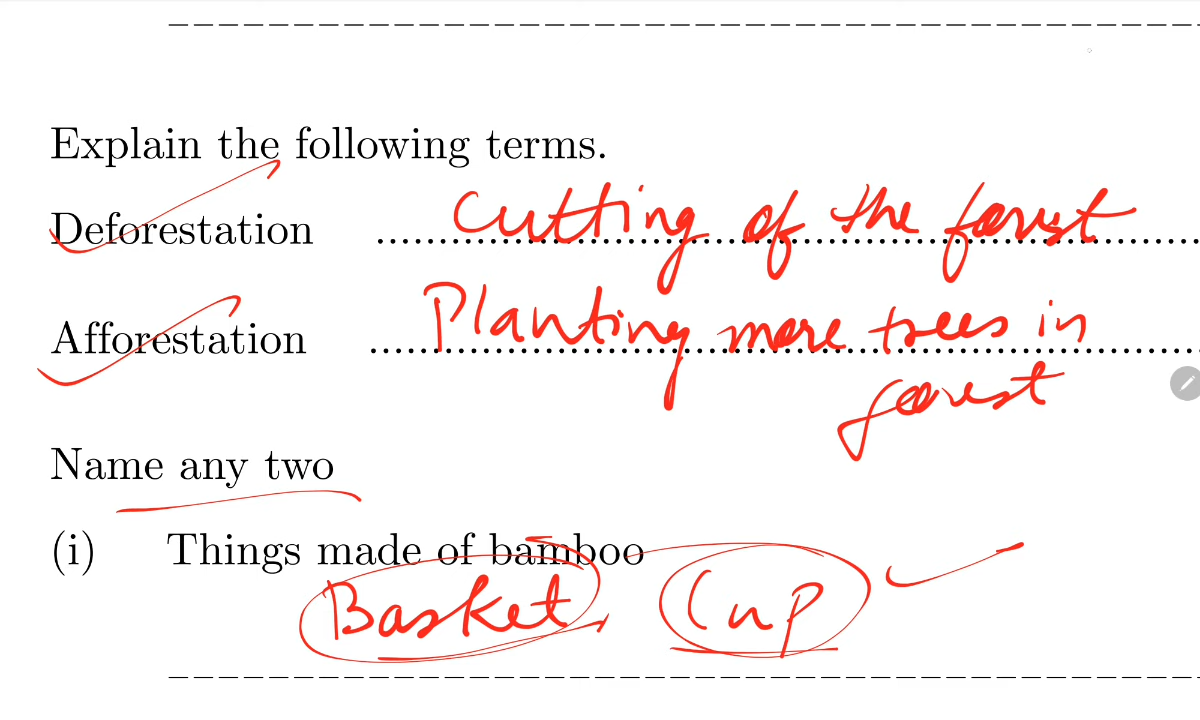 Explain the following terms.
Deforestation Cutting of the forest
Afforestation Planting more trees in
forest
Name any two
(i) Things made of bamboo
Basket, Cup